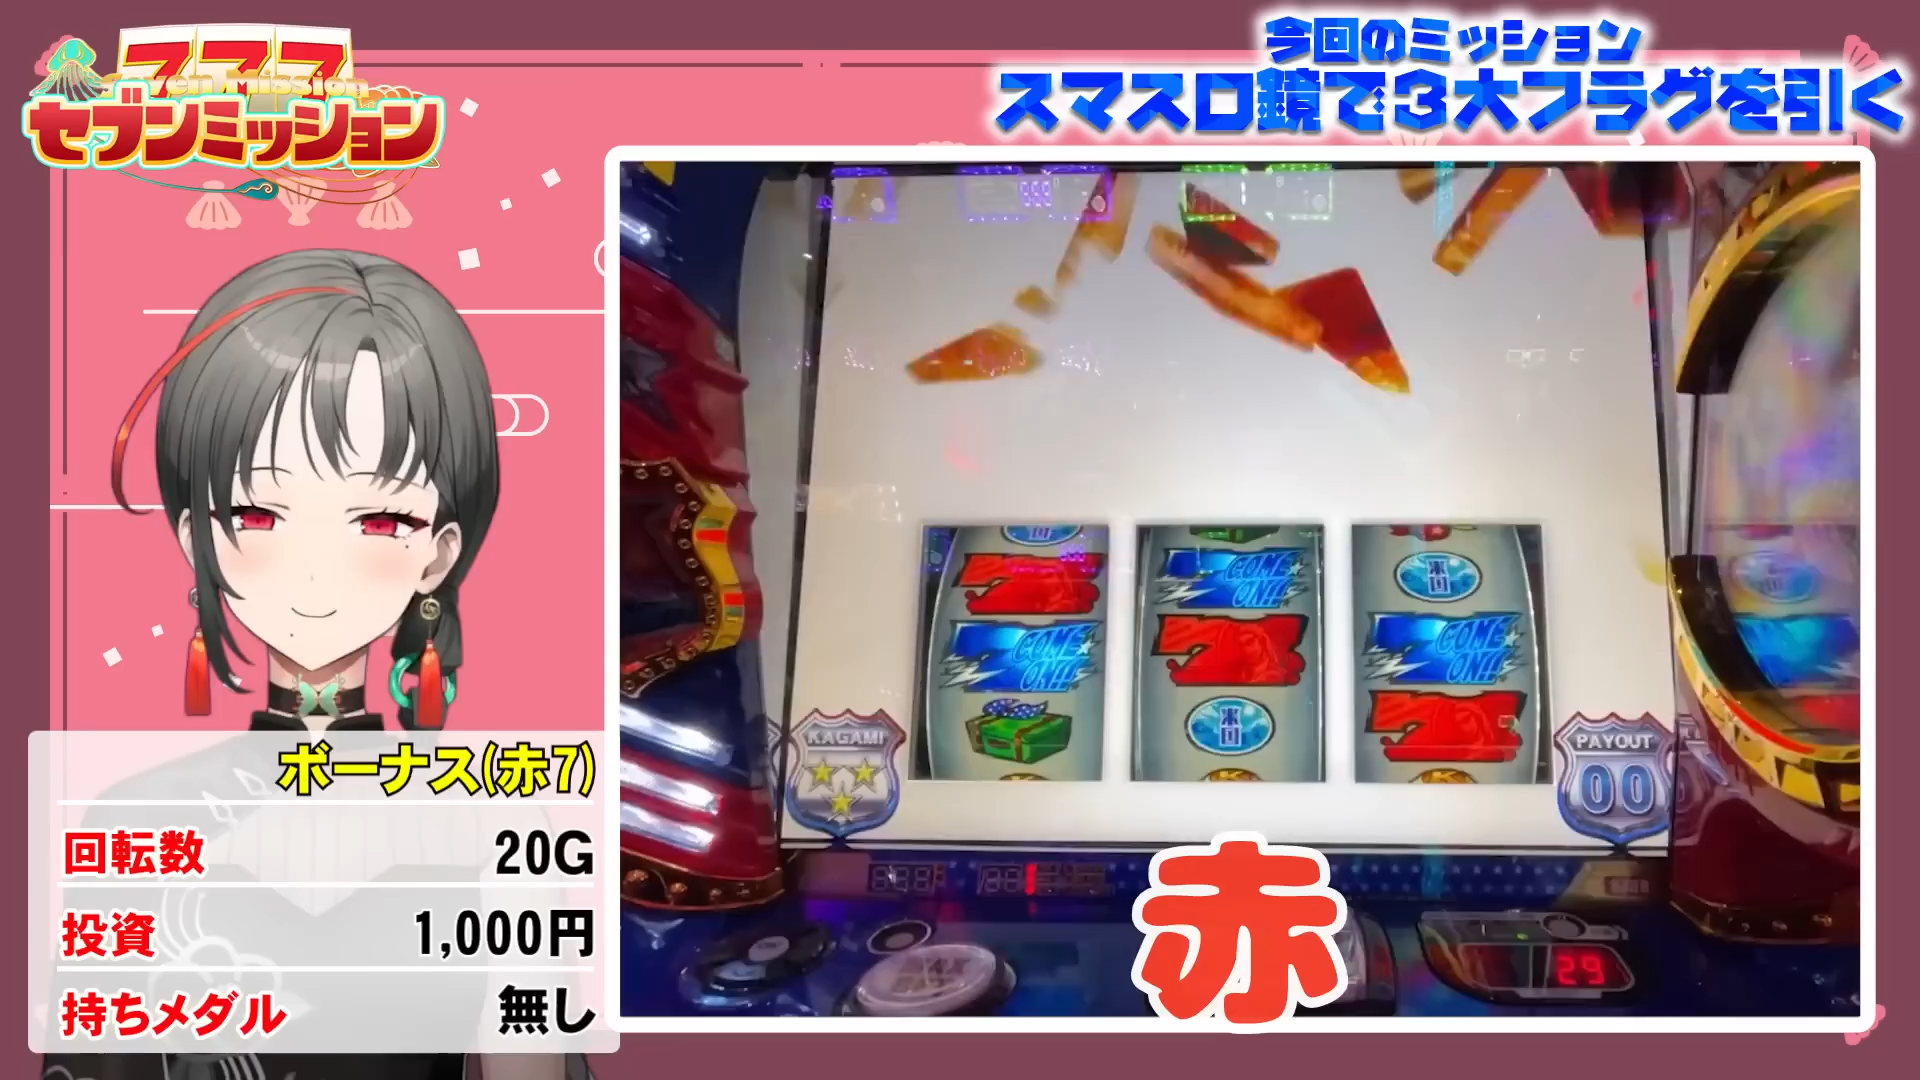 777
Seven Mission
セブンミッション
今回のミッション
スマスロ鏡で3大フラグを引く
COME ON!!
COME ON!!
COME ON!!
KAGAMI
PAYOUT
00
29
赤
ボーナス(赤7)
回転数 20G
投資 1,000円
持ちメダル 無し